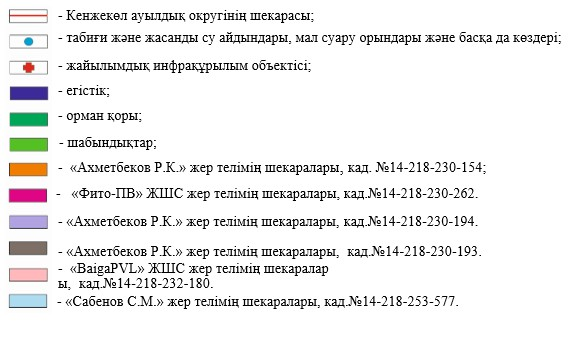 - Кенжекөл ауылдық округінің шекарасы;
- табиғи және жасанды су айдындары, мал суару орындары және басқа да көздері;
- жайылымдық инфрақұрылым объектісі;
- егістік;
- орман қоры;
- шабындықтар;
- «Ахметбеков Р.К.» жер телімің шекаралары, кад. №14-218-230-154;
- «Фито-ПВ» ЖШС жер телімің шекаралары, кад.№14-218-230-262.
- «Ахметбеков Р.К.» жер телімің шекаралары, кад.№14-218-230-194.
- «Ахметбеков Р.К.» жер телімің шекаралары, кад.№14-218-230-193.
- «BaigaPVL» ЖШС жер телімің шекаралар
ы, кад.№14-218-232-180.
- «Сабенов С.М.» жер телімің шекаралары, кад.№14-218-253-577.